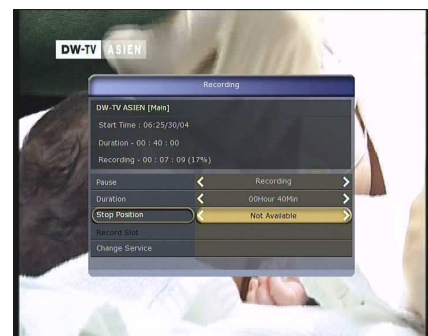 DW-TV ASIEN
Recording
DW-TV ASIEN [Main]
Start Time : 06:25/30/04
Duration - 00 : 40 : 00
Recording - 00 : 07 : 09 (17%)
Pause Recording
Duration 00Hour 40Min
Stop Position Not Available
Record Slot
Change Service